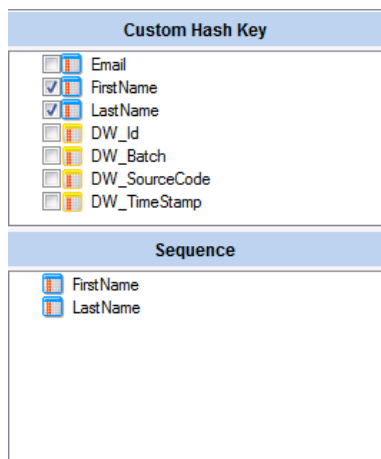 Custom Hash Key
Email
FirstName
LastName
DW_Id
DW_Batch
DW_SourceCode
DW_TimeStamp
Sequence
FirstName
LastName